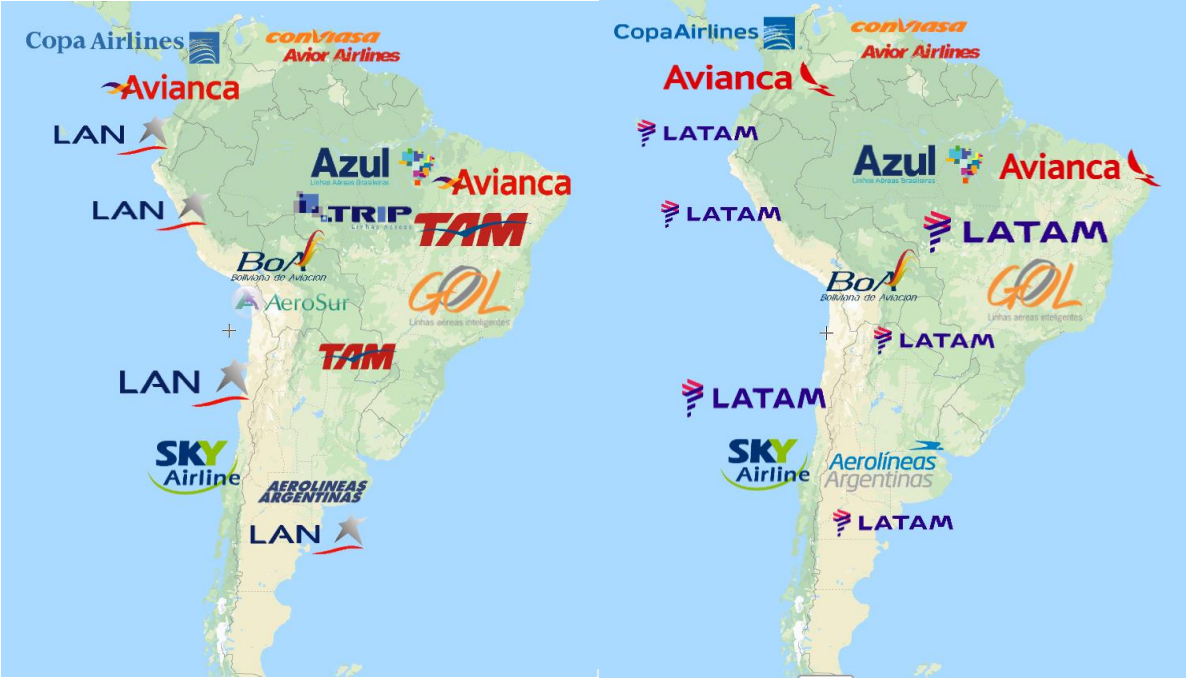 Copa Airlines
conviasa
Avior Airlines
Avianca
LAN
LAN
Azul
Linhas Aéreas Brasileiras
Avianca
TRIP
Linhas Aéreas
TAM
BoA
Boliviana de Aviación
AeroSur
GOL
Linhas aéreas inteligentes
TAM
LAN
SKY
Airline
AEROLINEAS
ARGENTINAS
LAN
CopaAirlines
conviasa
Avior Airlines
Avianca
LATAM
Azul
Linhas Aéreas Brasileiras
Avianca
LATAM
LATAM
BoA
Boliviana de Aviación
GOL
Linhas aéreas inteligentes
LATAM
LATAM
SKY
Airline
Aerolíneas
Argentinas
LATAM